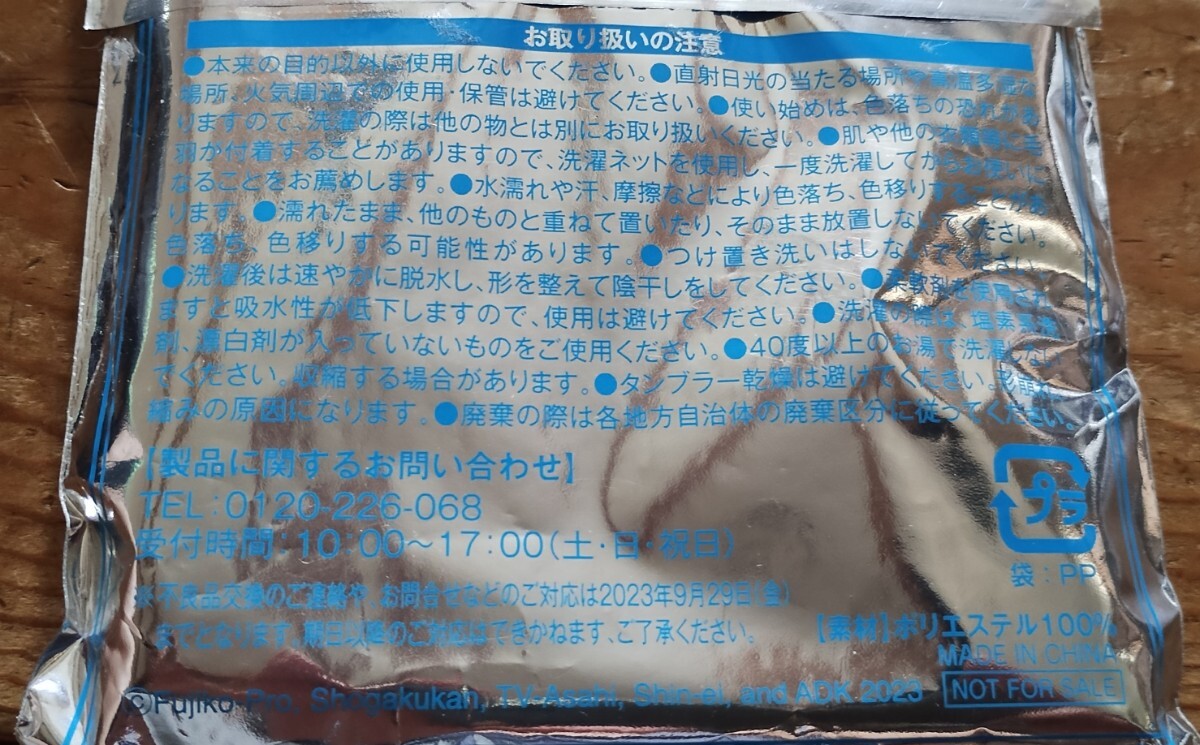 お取り扱いの注意
●本来の目的以外に使用しないでください。●直射日光の当たる場所や高温多湿な
場所、火気周辺での使用・保管は避けてください。●使い始めは、色落ちの恐れがあ
りますので、洗濯の際は他の物とは別にお取り扱いください。●肌や他の
羽が付着することがありますので、洗濯ネットを使用し、一度洗濯してからお使いに
なることをお薦めします。●水濡れや汗、摩擦などにより色落ち、色移りすることがあ
ります。●濡れたまま、他のものと重ねて置いたり、そのまま放置しないでください。
色落ち、色移りする可能性があります。●つけ置き洗いはしないでください。
●洗濯後は速やかに脱水し、形を整えて陰干しをしてください。●柔軟剤を使用され
ますと吸水性が低下しますので、使用は避けてください。●洗濯の際は、塩素系
剤、漂白剤が入っていないものをご使用ください。●40度以上のお湯で洗濯しない
でください。収縮する場合があります。●タンブラー乾燥は避けてください。形崩れ
縮みの原因になります。●廃棄の際は各地方自治体の廃棄区分に従ってください。
【製品に関するお問い合わせ】
TEL:0120-226-068
受付時間:10:00〜17:00(土・日・祝日)
プラ
袋:PP
※不良品交換のご連絡や、お問合せなどのご対応は2023年9月29日(金)
までとなります。期日以降のご対応はできかねます、ご了承ください。
【素材】ポリエステル100%
MADE IN CHINA
©Fujiko-Pro, Shogakukan, TV-Asahi, Shin-ei, and ADK 2023
NOT FOR SALE